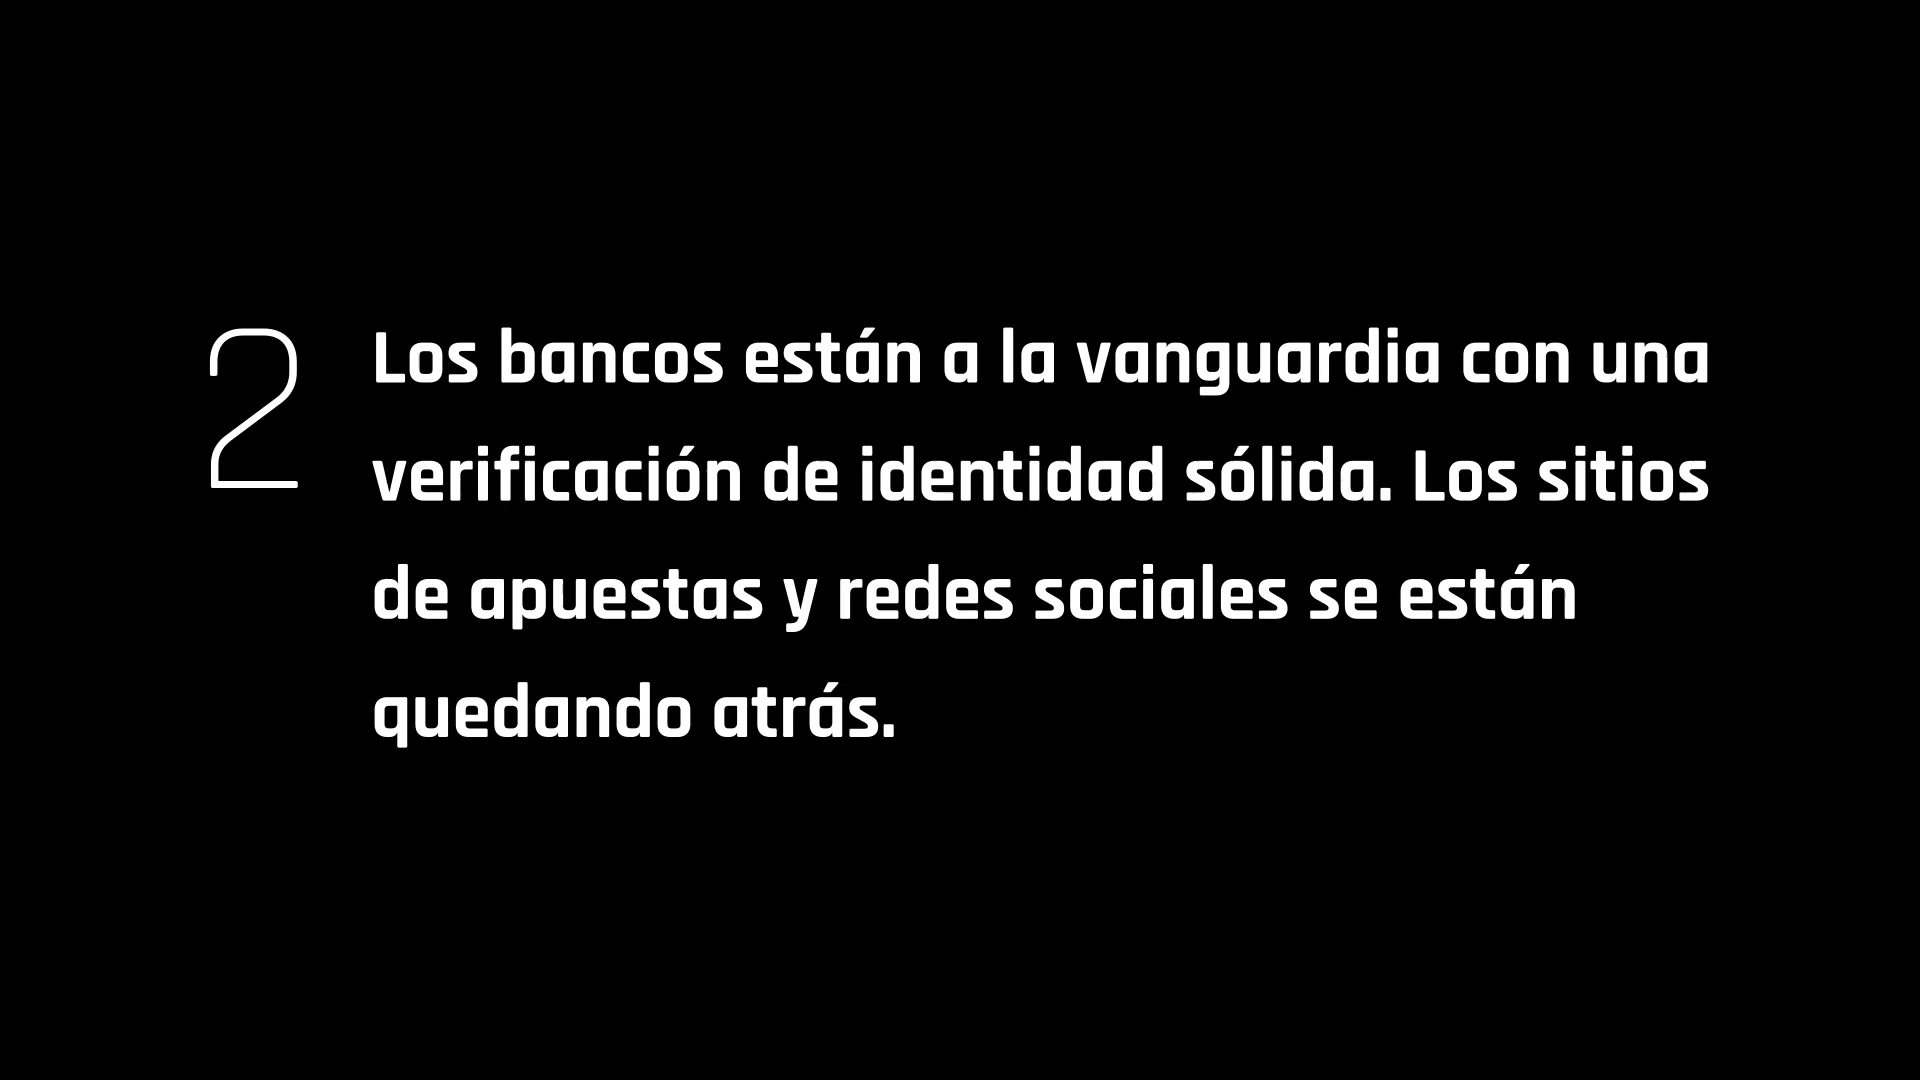 2
Los bancos están a la vanguardia con una
verificación de identidad sólida. Los sitios
de apuestas y redes sociales se están
quedando atrás.